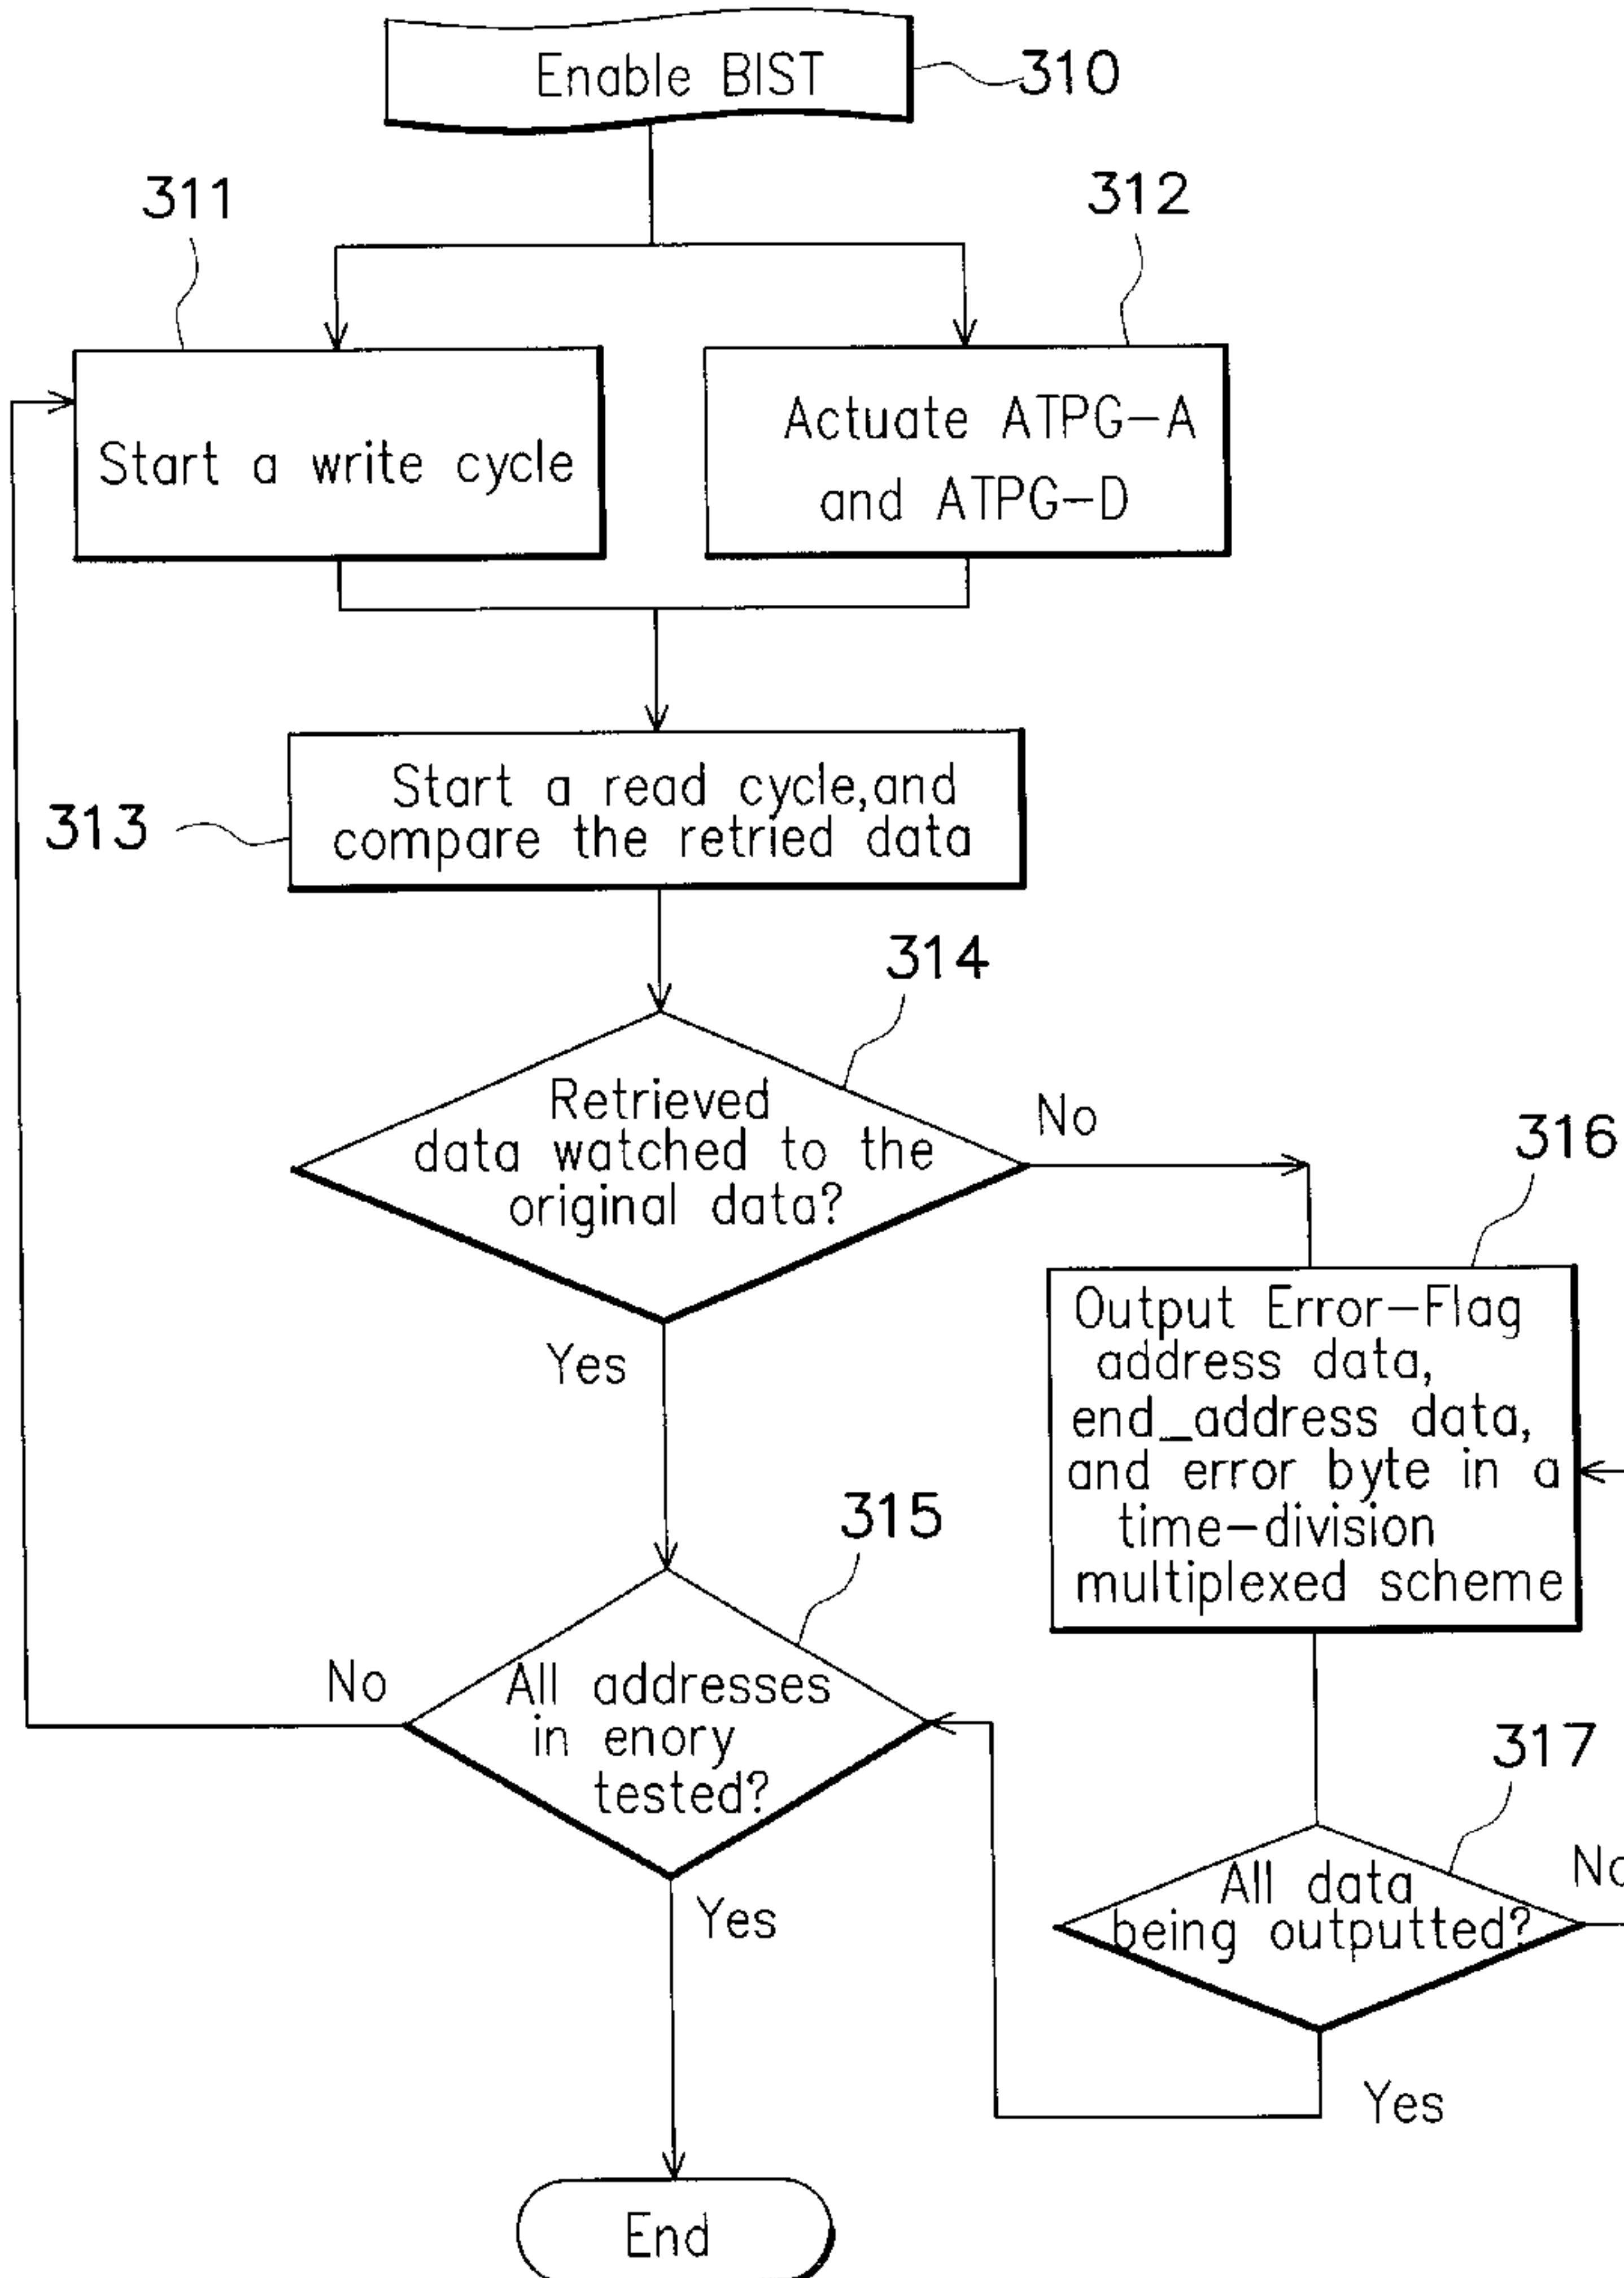 Enable BIST
310
311
312
Start a write cycle
Actuate ATPG-A
and ATPG-D
Start a read cycle,and
compare the retried data
313
314
Retrieved
data watched to the
original data?
No
316
Output Error-Flag
address data,
end_address data,
and error byte in a
time-division
multiplexed scheme
Yes
315
No
All addresses
in enory
tested?
317
All data
being outputted?
No
Yes
Yes
End